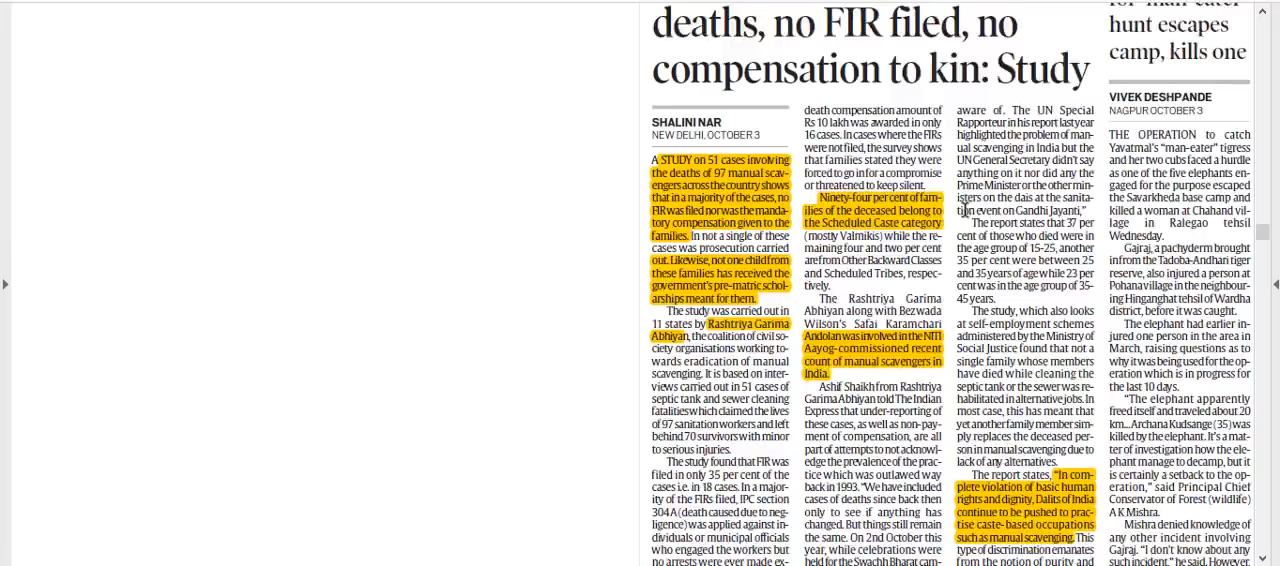 deaths, no FIR filed, no
compensation to kin: Study
SHALINI NAR
NEW DELHI, OCTOBER 3
A STUDY on 51 cases involving
the deaths of 97 manual scav-
engers across the country shows
that in a majority of the cases, no
FIR was filed nor was the manda-
tory compensation given to the
families. In not a single of these
cases was prosecution carried
out. Likewise, not one child from
these families has received the
government's pre-matric schol-
arships meant for them.
The study was carried out in
11 states by Rashtriya Garima
Abhiyan, the coalition of civil so-
ciety organisations working to-
wards eradication of manual
scavenging. It is based on inter-
views carried out in 51 cases of
septic tank and sewer cleaning
fatalities which claimed the lives
of 97 sanitation workers and left
behind 70 survivors with minor
to serious injuries.
The study found that FIR was
filed in only 35 per cent of the
cases i.e. in 18 cases. In a major-
ity of the FIRs filed, IPC section
304 A (death caused due to neg-
ligence) was applied against in-
dividuals or municipal officials
who engaged the workers but
no arrests were ever made ex-
death compensation amount of
Rs 10 lakh was awarded in only
16 cases. In cases where the FIRs
were not filed, the survey shows
that families stated they were
forced to go in for a compromise
or threatened to keep silent.
Ninety-four per cent of fam-
ilies of the deceased belong to
the Scheduled Caste category
(mostly Valmikis) while the re-
maining four and two per cent
are from Other Backward Classes
and Scheduled Tribes, respec-
tively.
The Rashtriya Garima
Abhiyan along with Bezwada
Wilson's Safai Karamchari
Andolan was involved in the NITI
Aayog-commissioned recent
count of manual scavengers in
India.
Ashif Shaikh from Rashtriya
Garima Abhiyan told The Indian
Express that under-reporting of
these cases, as well as non-pay-
ment of compensation, are all
part of attempts to not acknowl-
edge the prevalence of the prac-
tice which was outlawed way
back in 1993. "We have included
cases of deaths since back then
only to see if anything has
changed. But things still remain
the same. On 2nd October this
year, while celebrations were
held for the Swachh Bharat cam-
aware of. The UN Special
Rapporteur in his report last year
highlighted the problem of man-
ual scavenging in India but the
UN General Secretary didn't say
anything on it nor did any the
Prime Minister or the other min-
isters on the dais at the sanita-
tion event on Gandhi Jayanti,"
The report states that 37 per
cent of those who died were in
the age group of 15-25, another
35 per cent were between 25
and 35 years of age while 23 per
cent was in the age group of 35-
45 years.
The study, which also looks
at self-employment schemes
administered by the Ministry of
Social Justice found that not a
single family whose members
have died while cleaning the
septic tank or the sewer was re-
habilitated in alternative jobs. In
most case, this has meant that
yet another family member sim-
ply replaces the deceased per-
son in manual scavenging due to
lack of any alternatives.
The report states, "In com-
plete violation of basic human
rights and dignity, Dalits of India
continue to be pushed to prac-
tise caste-based occupations
such as manual scavenging. This
type of discrimination emanates
from the notion of purity and
for man-eater
hunt escapes
camp, kills one
VIVEK DESHPANDE
NAGPUR OCTOBER 3
THE OPERATION to catch
Yavatmal's "man-eater" tigress
and her two cubs faced a hurdle
as one of the five elephants en-
gaged for the purpose escaped
the Savarkheda base camp and
killed a woman at Chahand vil-
lage in Ralegao tehsil
Wednesday.
Gajraj, a pachyderm brought
in from the Tadoba-Andhari tiger
reserve, also injured a person at
Pohana village in the neighbour-
ing Hinganghat tehsil of Wardha
district, before it was caught.
The elephant had earlier in-
jured one person in the area in
March, raising questions as to
why it was being used for the op-
eration which is in progress for
the last 10 days.
"The elephant apparently
freed itself and traveled about 20
km... Archana Kudsange (35) was
killed by the elephant. It's a mat-
ter of investigation how the ele-
phant manage to decamp, but it
is certainly a setback to the op-
eration," said Principal Chief
Conservator of Forest (wildlife)
A K Mishra.
Mishra denied knowledge of
any other incident involving
Gajraj. "I don't know about any
such incident," he said. However,